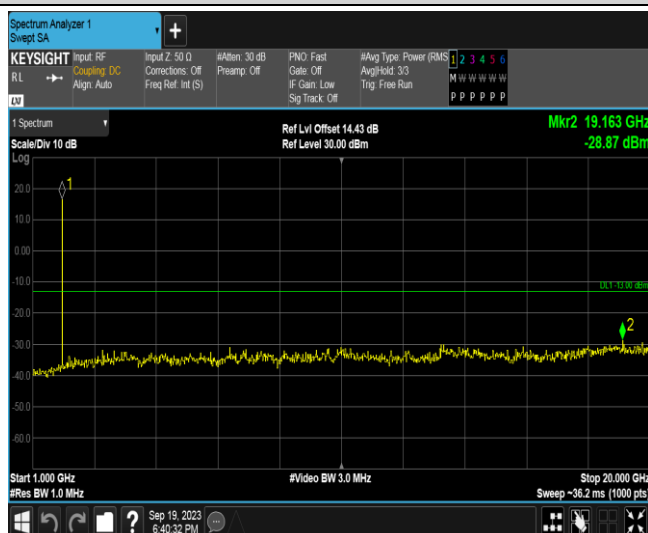 Spectrum Analyzer 1
Swept SA
+
KEYSIGHT
RL
LXI
Input: RF
Coupling: DC
Align: Auto
Input Z: 50 Ω
Corrections: Off
Freq Ref: Int (S)
#Atten: 30 dB
Preamp: Off
PNO: Fast
Gate: Off
IF Gain: Low
Sig Track: Off
#Avg Type: Power (RMS
Avg|Hold: 3/3
Trig: Free Run
1 2 3 4 5 6
M W W W W W
P P P P P P
1 Spectrum
Scale/Div 10 dB
Log
Ref Lvl Offset 14.43 dB
Ref Level 30.00 dBm
Mkr2 19.163 GHz
-28.87 dBm
20.0
10.0
0.00
-10.0
-20.0
-30.0
-40.0
-50.0
-60.0
1
DL1 -13.00 dBm
2
Start 1.000 GHz
#Res BW 1.0 MHz
#Video BW 3.0 MHz
Stop 20.000 GHz
Sweep ~36.2 ms (1000 pts)
?
Sep 19, 2023
6:40:32 PM